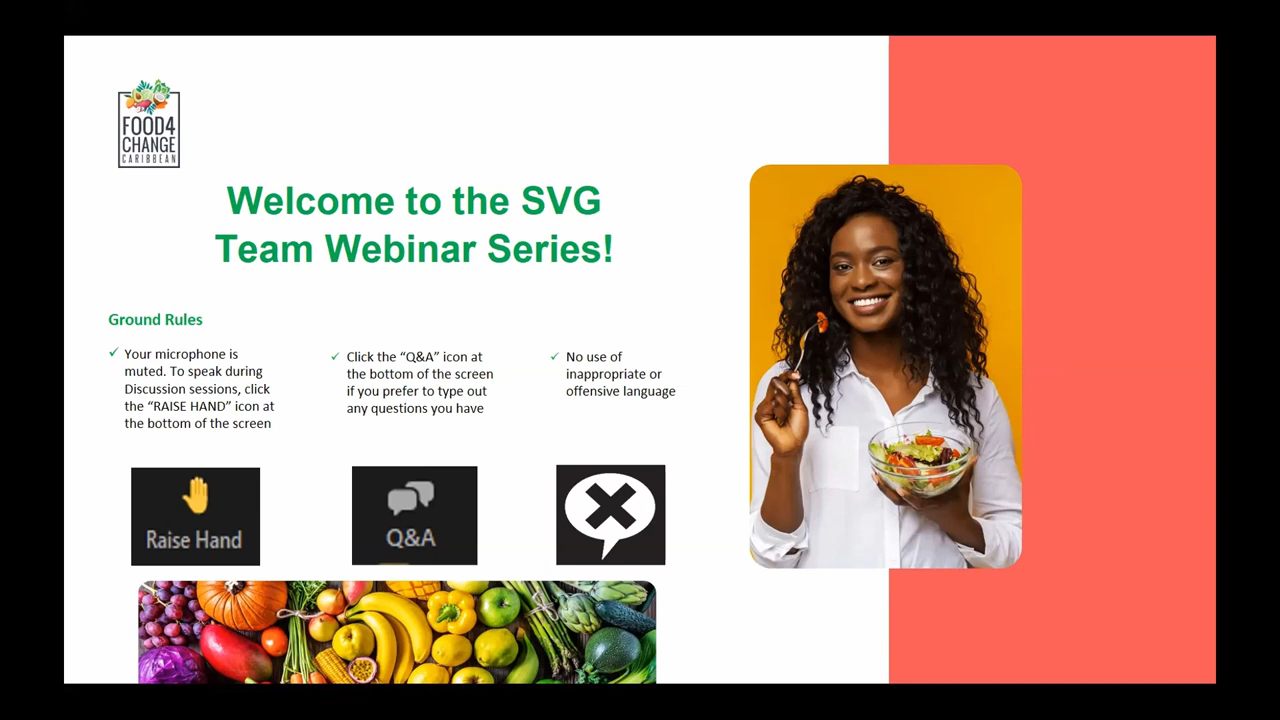 FOOD4
CHANGE
CARIBBEAN
Welcome to the SVG
Team Webinar Series!
Ground Rules
✓ Your microphone is
muted. To speak during
Discussion sessions, click
the “RAISE HAND” icon at
the bottom of the screen
✓ Click the “Q&A” icon at
the bottom of the screen
if you prefer to type out
any questions you have
✓ No use of
inappropriate or
offensive language
Raise Hand
Q&A